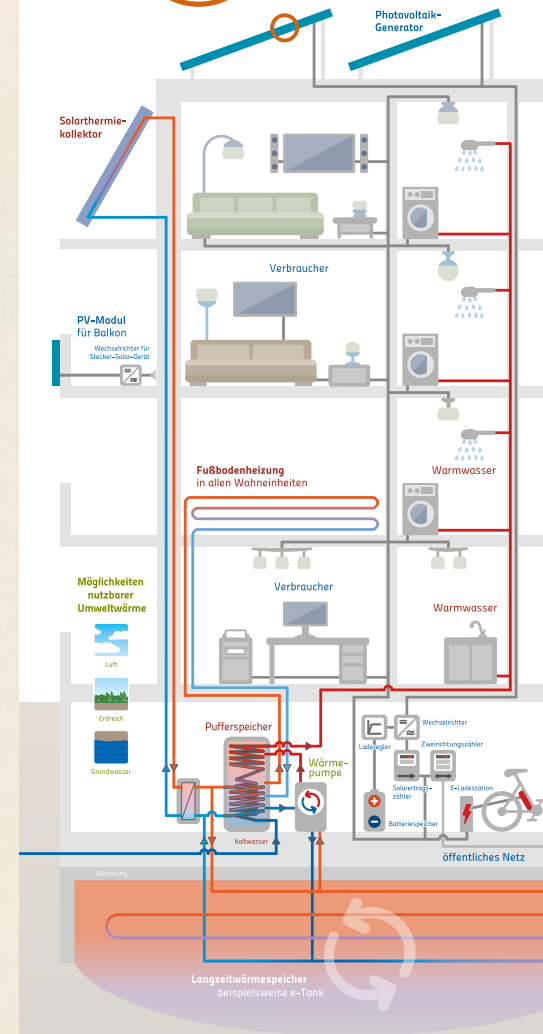 Photovoltaik-
Generator
Solarthermie-
kollektor
Verbraucher
PV-Modul
für Balkon
Wechselrichter für
Stecker-Solar-Gerät
Fußbodenheizung
in allen Wohneinheiten
Warmwasser
Möglichkeiten
nutzbarer
Umweltwärme
Luft
Erdreich
Grundwasser
Verbraucher
Warmwasser
Pufferspeicher
Wärme-
pumpe
Kaltwasser
Laderegler
Wechselrichter
Zweirichtungszähler
Solarertrags-
zähler
E-Ladestation
Batteriespeicher
öffentliches Netz
Dämmung
Langzeitwärmespeicher
beispielsweise e-Tank